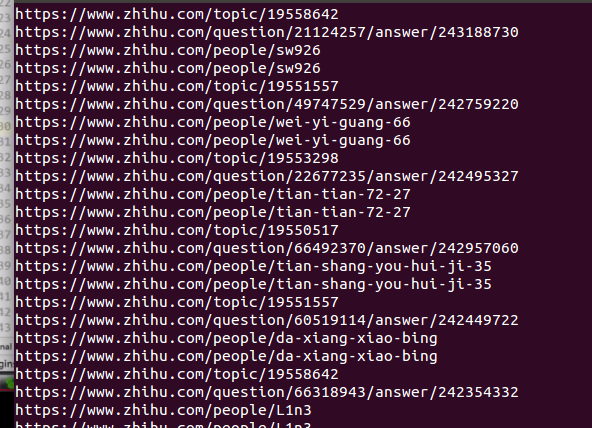 https://www.zhihu.com/topic/19558642
https://www.zhihu.com/question/21124257/answer/243188730
https://www.zhihu.com/people/sw926
https://www.zhihu.com/people/sw926
https://www.zhihu.com/topic/19551557
https://www.zhihu.com/question/49747529/answer/242759220
https://www.zhihu.com/people/wei-yi-guang-66
https://www.zhihu.com/people/wei-yi-guang-66
https://www.zhihu.com/topic/19553298
https://www.zhihu.com/question/22677235/answer/242495327
https://www.zhihu.com/people/tian-tian-72-27
https://www.zhihu.com/people/tian-tian-72-27
https://www.zhihu.com/topic/19550517
https://www.zhihu.com/question/66492370/answer/242957060
https://www.zhihu.com/people/tian-shang-you-hui-ji-35
https://www.zhihu.com/people/tian-shang-you-hui-ji-35
https://www.zhihu.com/topic/19551557
https://www.zhihu.com/question/60519114/answer/242449722
https://www.zhihu.com/people/da-xiang-xiao-bing
https://www.zhihu.com/people/da-xiang-xiao-bing
https://www.zhihu.com/topic/19558642
https://www.zhihu.com/question/66318943/answer/242354332
https://www.zhihu.com/people/L1n3
https://www.zhihu.com/people/L1n3